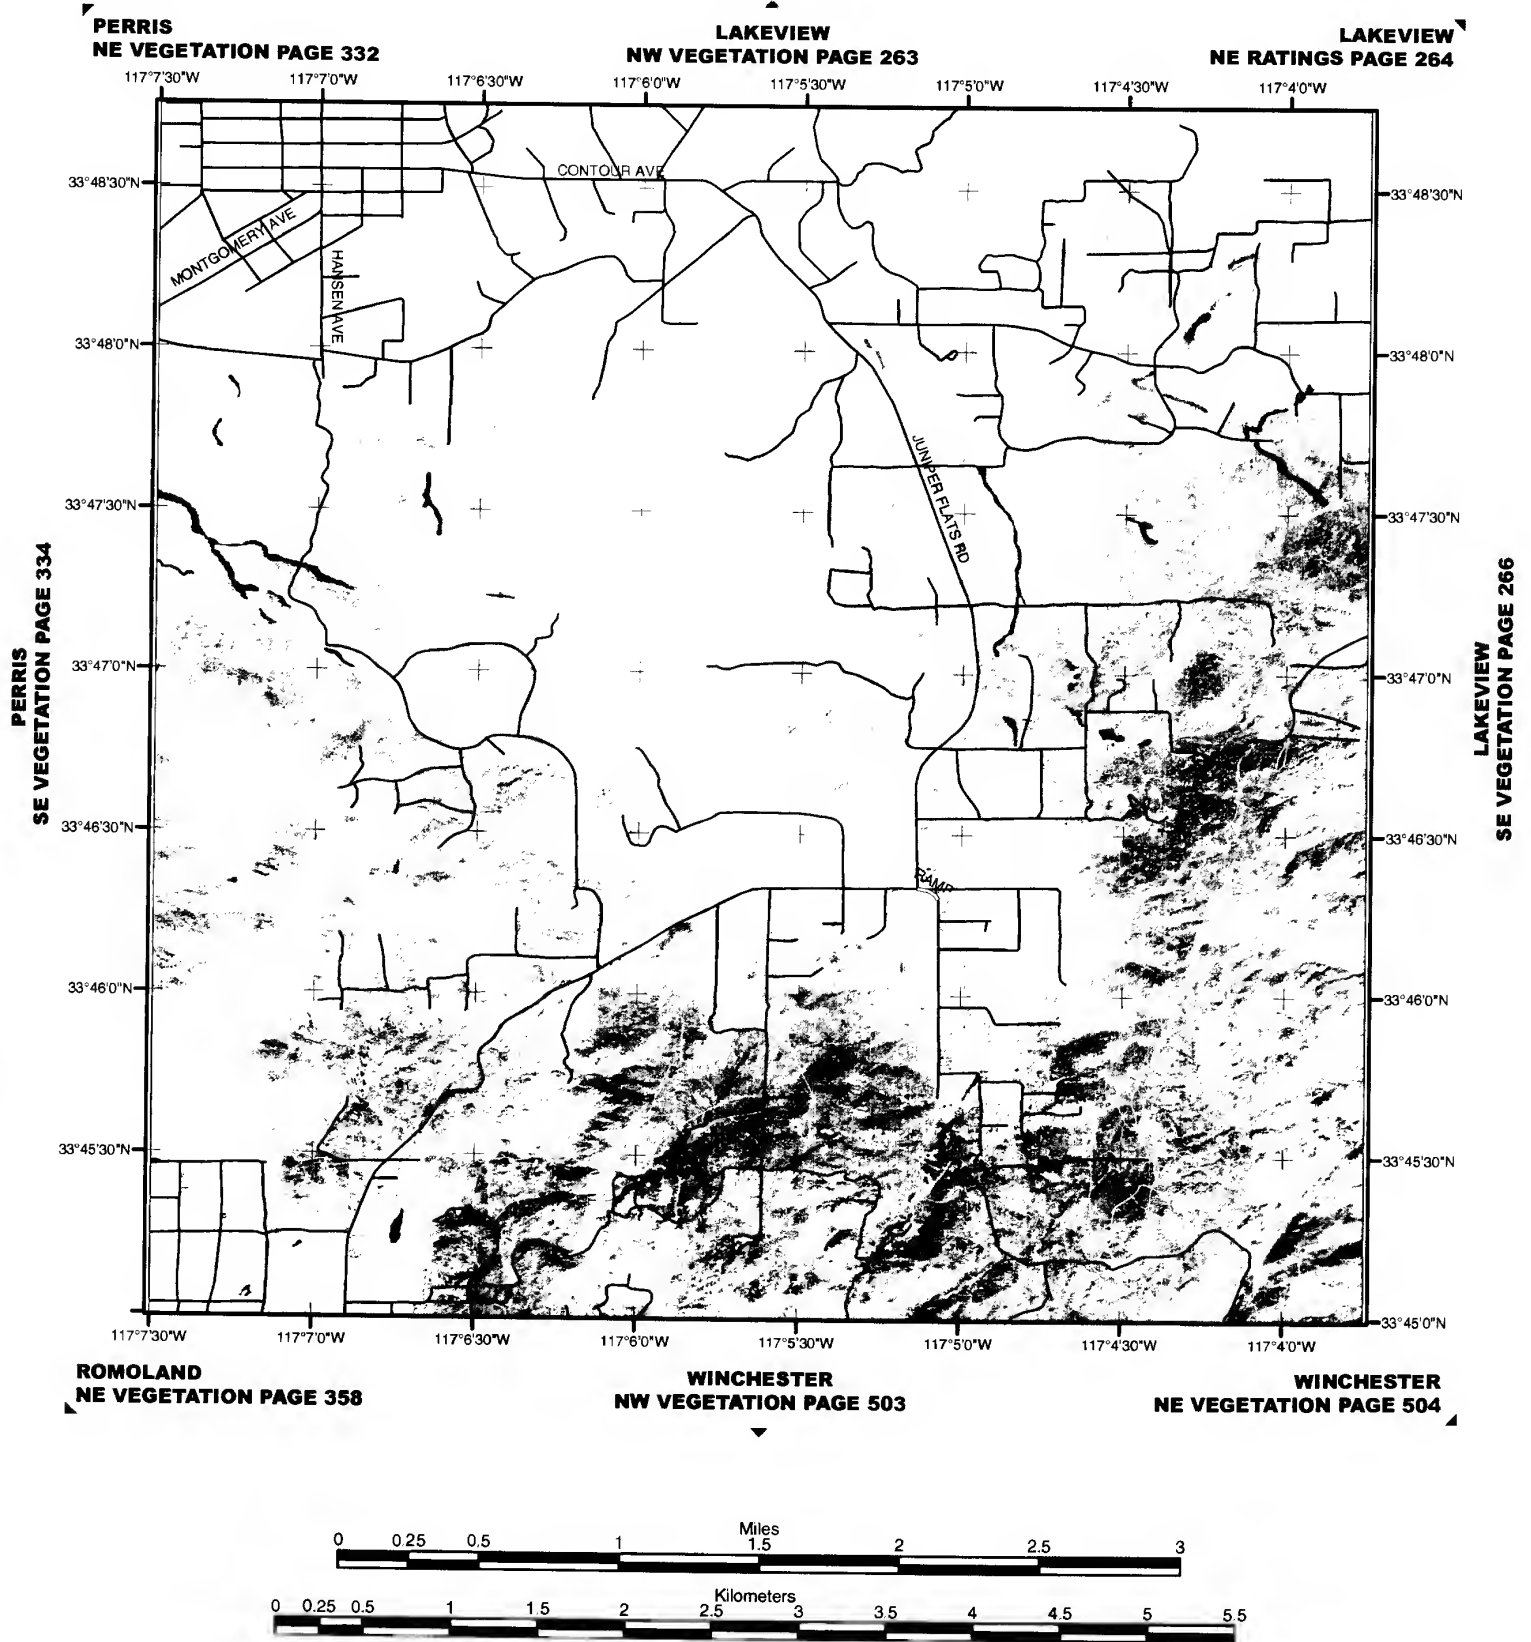 PERRIS
NE VEGETATION PAGE 332
LAKEVIEW
NW VEGETATION PAGE 263
LAKEVIEW
NE RATINGS PAGE 264
117°7'30"W
117°7'0"W
117°6'30"W
117°6'0"W
117°5'30"W
117°5'0"W
117°4'30"W
117°4'0"W
CONTOUR AVE
MONTGOMERY AVE
HANSEN AVE
JUNIPER FLATS RD
RAMP
33°48'30"N
33°48'0"N
33°47'30"N
33°47'0"N
33°46'30"N
33°46'0"N
33°45'30"N
33°48'30"N
33°48'0"N
33°47'30"N
33°47'0"N
33°46'30"N
33°46'0"N
33°45'30"N
33°45'0"N
PERRIS
SE VEGETATION PAGE 334
LAKEVIEW
SE VEGETATION PAGE 266
117°7'30"W
117°7'0"W
117°6'30"W
117°6'0"W
117°5'30"W
117°5'0"W
117°4'30"W
117°4'0"W
ROMOLAND
NE VEGETATION PAGE 358
WINCHESTER
NW VEGETATION PAGE 503
WINCHESTER
NE VEGETATION PAGE 504
Miles
0 0.25 0.5 1 1.5 2 2.5 3
Kilometers
0 0.25 0.5 1 1.5 2 2.5 3 3.5 4 4.5 5 5.5